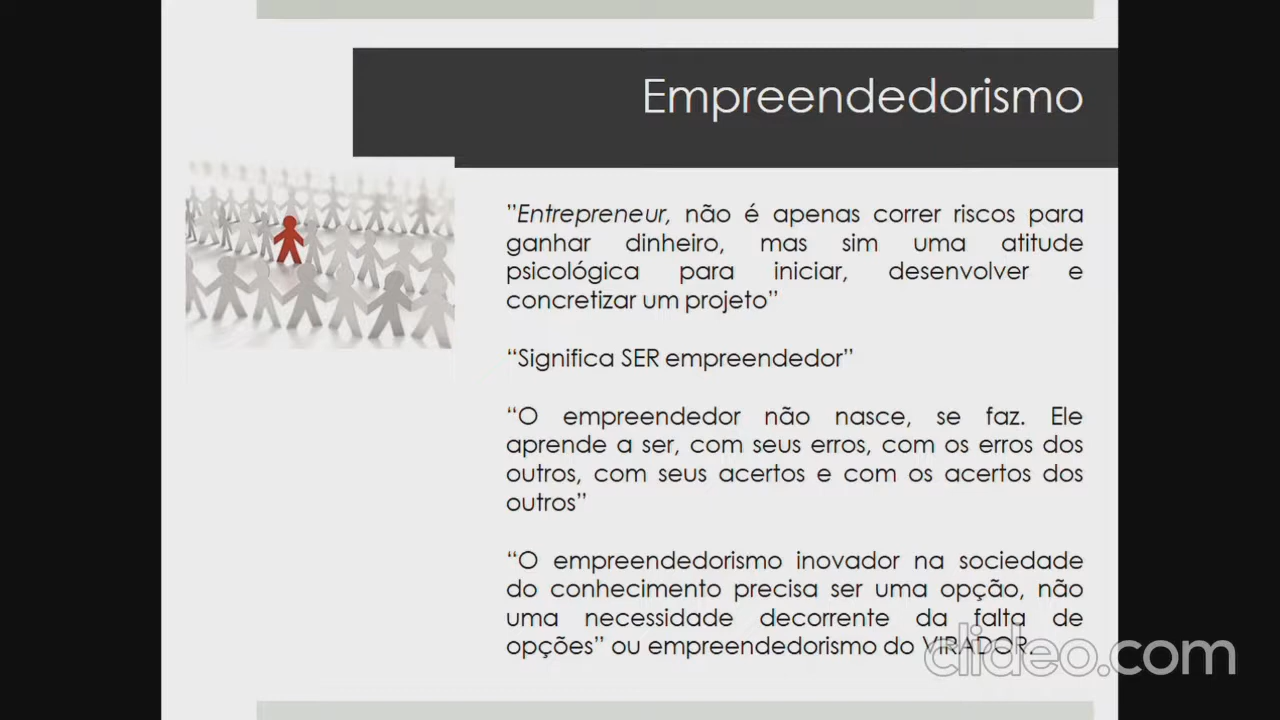 Empreendedorismo
”Entrepreneur, não é apenas correr riscos para
ganhar dinheiro, mas sim uma atitude
psicológica para iniciar, desenvolver e
concretizar um projeto”
“Significa SER empreendedor”
“O empreendedor não nasce, se faz. Ele
aprende a ser, com seus erros, com os erros dos
outros, com seus acertos e com os acertos dos
outros”
“O empreendedorismo inovador na sociedade
do conhecimento precisa ser uma opção, não
uma necessidade decorrente da falta de
opções” ou empreendedorismo do VIRADOR.
clideo.com